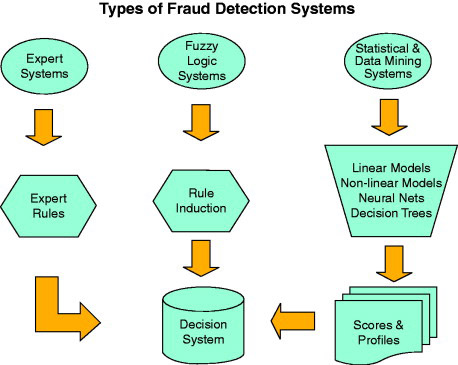 Types of Fraud Detection Systems
Expert
Systems
Fuzzy
Logic
Systems
Statistical &
Data Mining
Systems
Expert
Rules
Rule
Induction
Linear Models
Non-linear Models
Neural Nets
Decision Trees
Decision
System
Scores &
Profiles